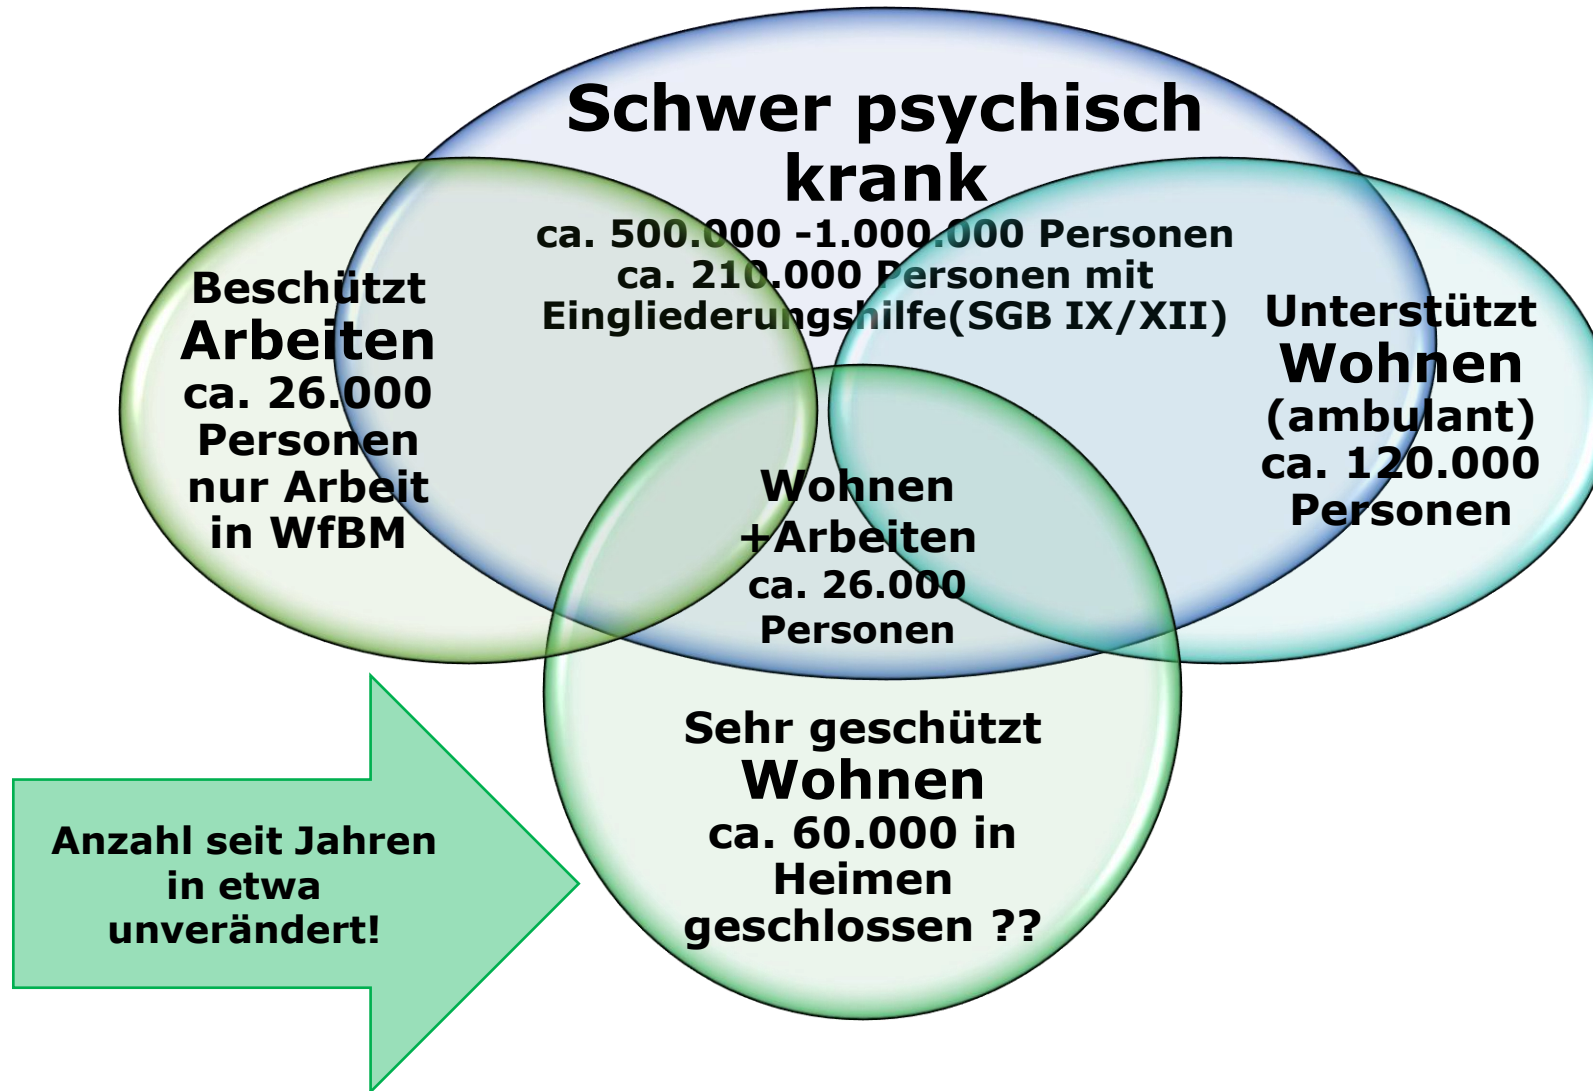 Schwer psychisch
krank
ca. 500.000 -1.000.000 Personen
ca. 210.000 Personen mit
Eingliederungshilfe(SGB IX/XII)
Beschützt
Arbeiten
ca. 26.000
Personen
nur Arbeit
in WfBM
Unterstützt
Wohnen
(ambulant)
ca. 120.000
Personen
Wohnen
+Arbeiten
ca. 26.000
Personen
Sehr geschützt
Wohnen
ca. 60.000 in
Heimen
geschlossen ??
Anzahl seit Jahren
in etwa
unverändert!